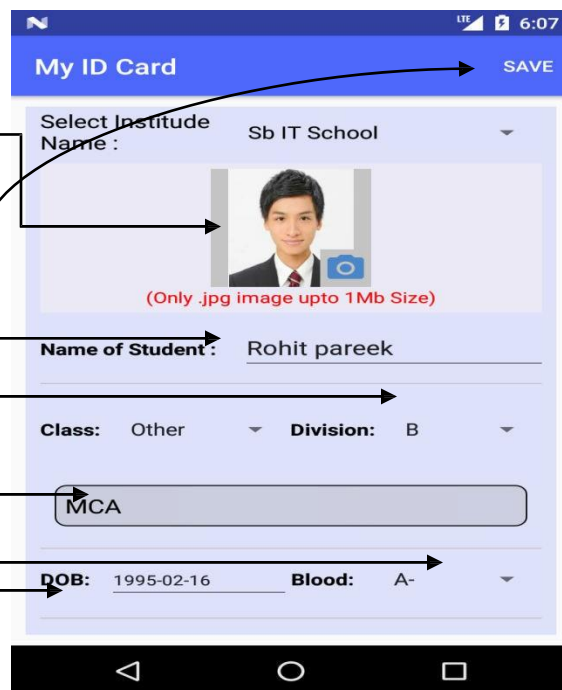 LTE 6:07
My ID Card SAVE
Select Institude
Name :
Sb IT School
(Only .jpg image upto 1Mb Size)
Name of Student : Rohit pareek
Class: Other Division: B
MCA
DOB: 1995-02-16 Blood: A-